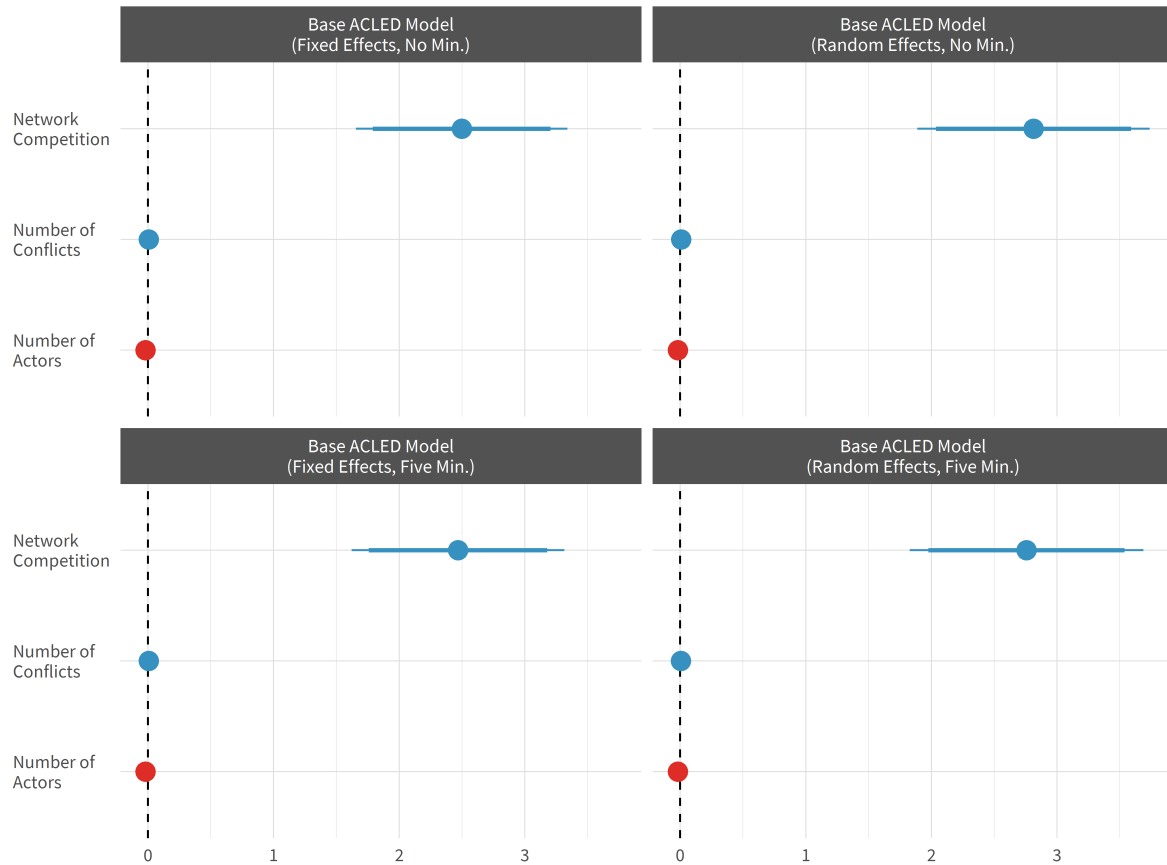 Base ACLED Model
(Fixed Effects, No Min.)
Base ACLED Model
(Random Effects, No Min.)
Network
Competition
Number of
Conflicts
Number of
Actors
Base ACLED Model
(Fixed Effects, Five Min.)
Base ACLED Model
(Random Effects, Five Min.)
Network
Competition
Number of
Conflicts
Number of
Actors
0 1 2 3
0 1 2 3